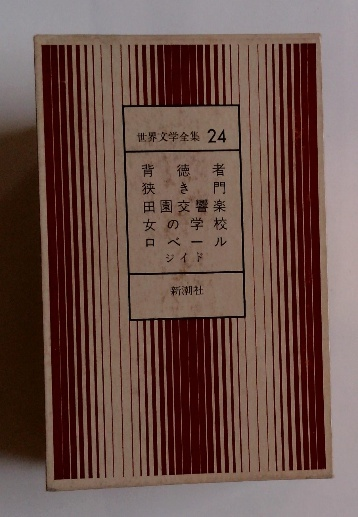 世界文学全集 24
背徳者
狭き門
田園交響楽
女の学校
ロベール
ジイド
新潮社